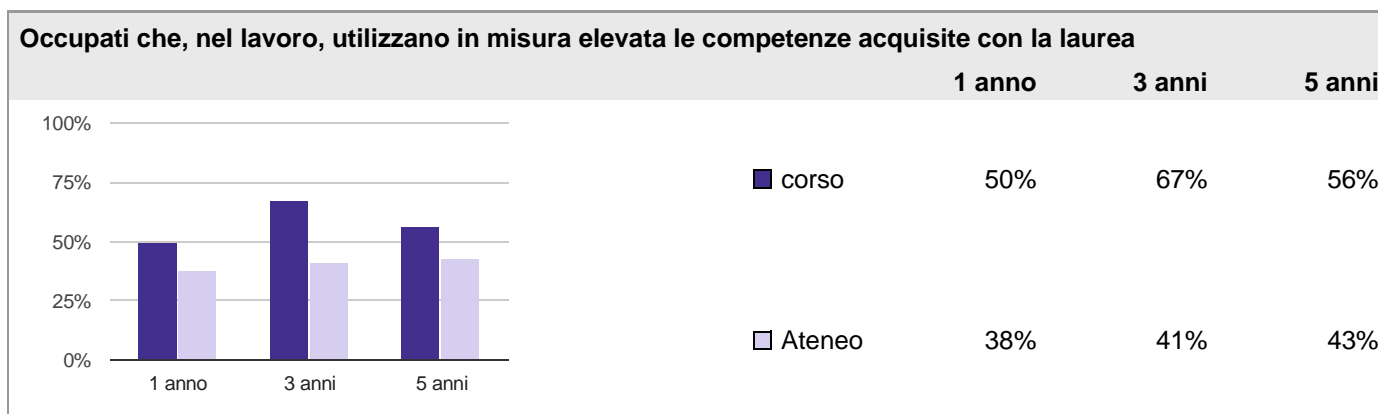 Occupati che, nel lavoro, utilizzano in misura elevata le competenze acquisite con la laurea
1 anno 3 anni 5 anni
100%
75%
50%
25%
0%
1 anno 3 anni 5 anni
corso 50% 67% 56%
Ateneo 38% 41% 43%